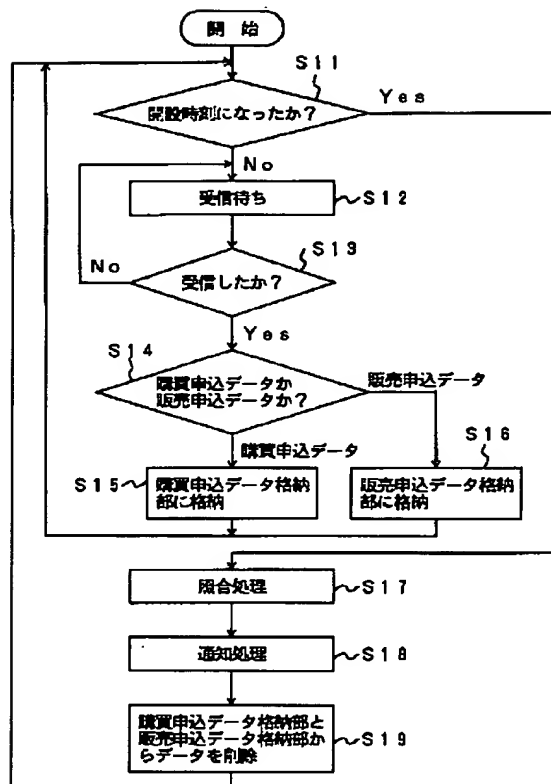 開 始
S11
開設時刻になったか?
Yes
No
受信待ち
S12
S13
受信したか?
No
Yes
S14
購買申込データか
販売申込データか?
販売申込データ
購買申込データ
S16
S15
購買申込データ格納
部に格納
販売申込データ格納
部に格納
照合処理
S17
通知処理
S18
購買申込データ格納部と
販売申込データ格納部か
らデータを削除
S19